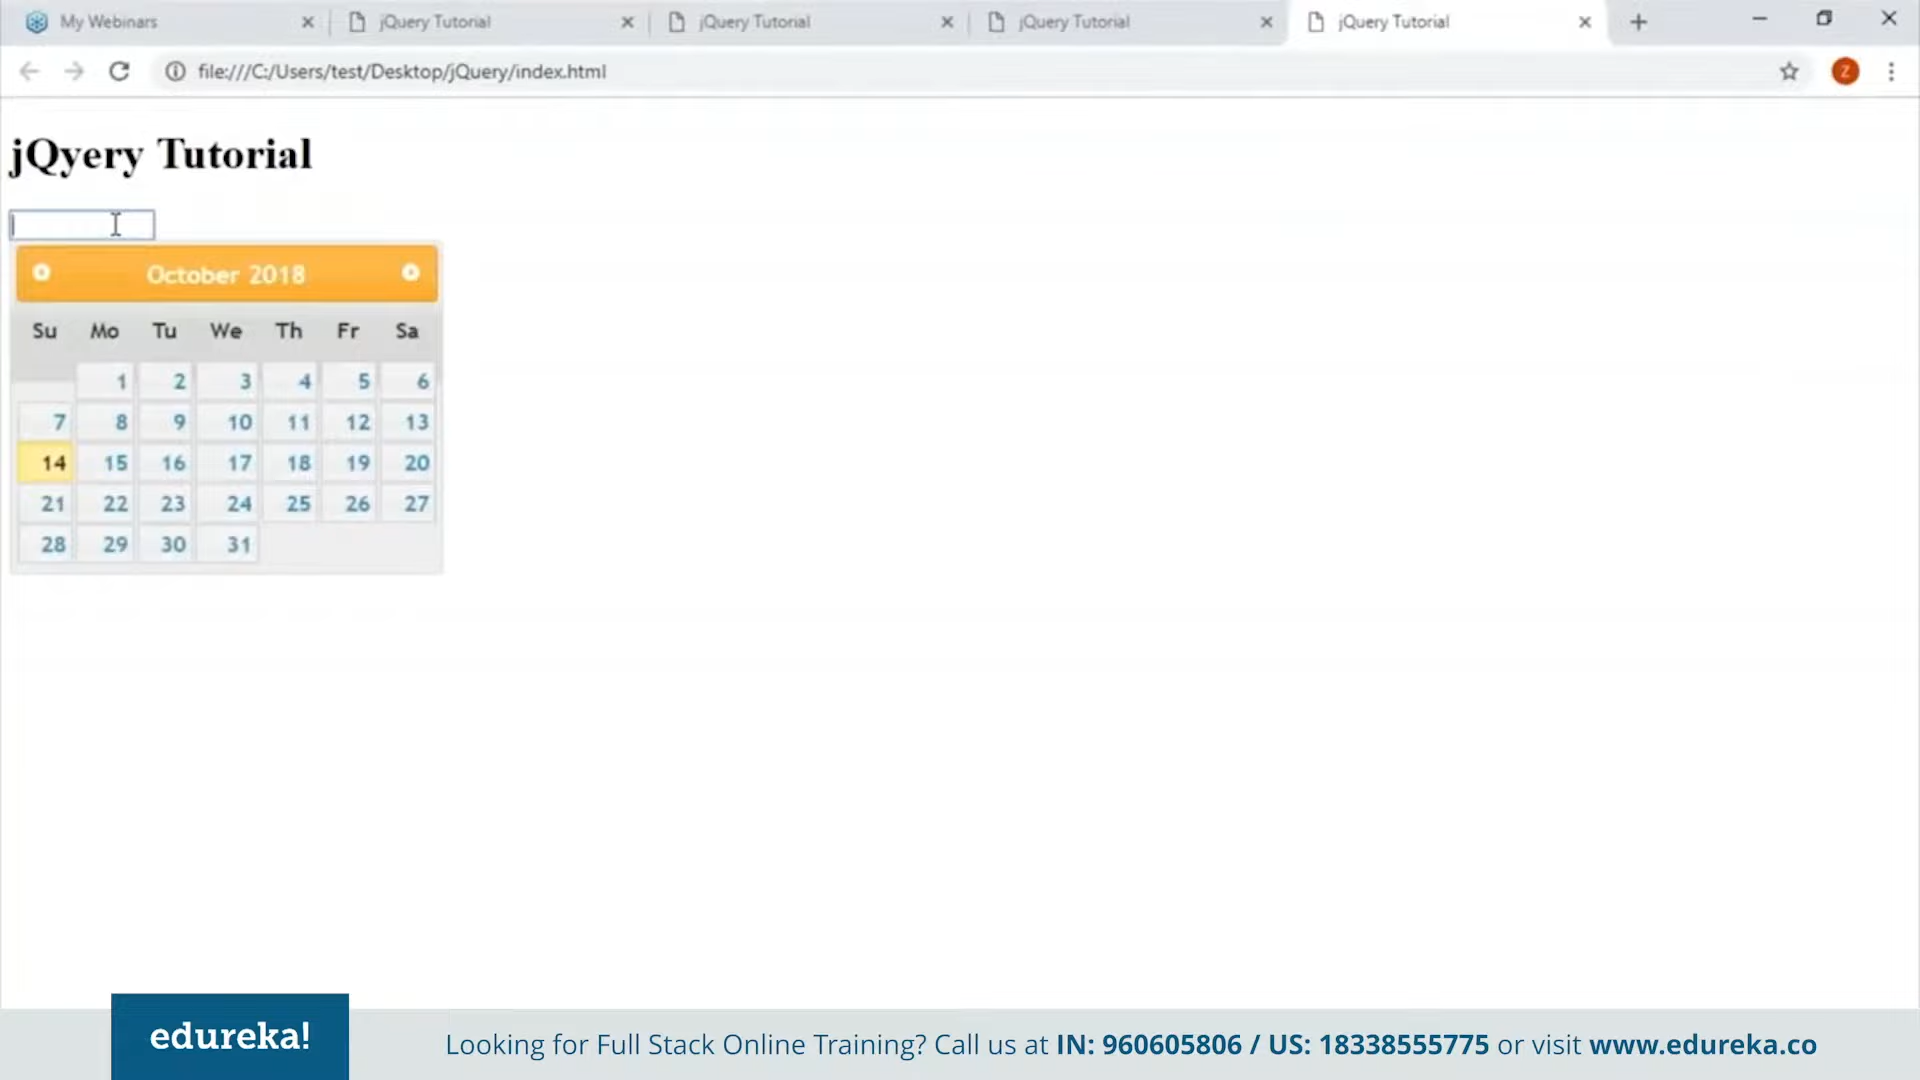 My Webinars jQuery Tutorial jQuery Tutorial jQuery Tutorial jQuery Tutorial
file:///C:/Users/test/Desktop/jQuery/index.html Z
jQyery Tutorial
October 2018
Su Mo Tu We Th Fr Sa
1 2 3 4 5 6
7 8 9 10 11 12 13
14 15 16 17 18 19 20
21 22 23 24 25 26 27
28 29 30 31
edureka! Looking for Full Stack Online Training? Call us at IN: 960605806 / US: 18338555775 or visit www.edureka.co